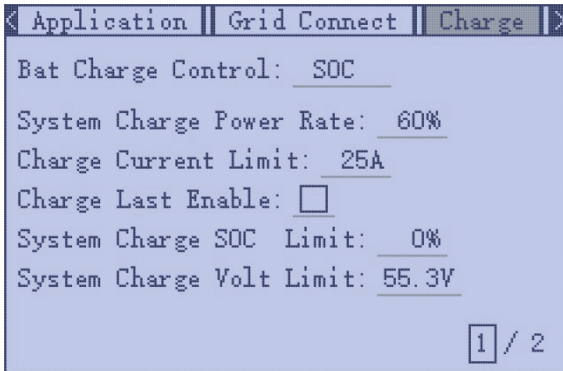 Application Grid Connect Charge
Bat Charge Control: SOC
System Charge Power Rate: 60%
Charge Current Limit: 25A
Charge Last Enable:
System Charge SOC Limit: 0%
System Charge Volt Limit: 55.3V
1 / 2